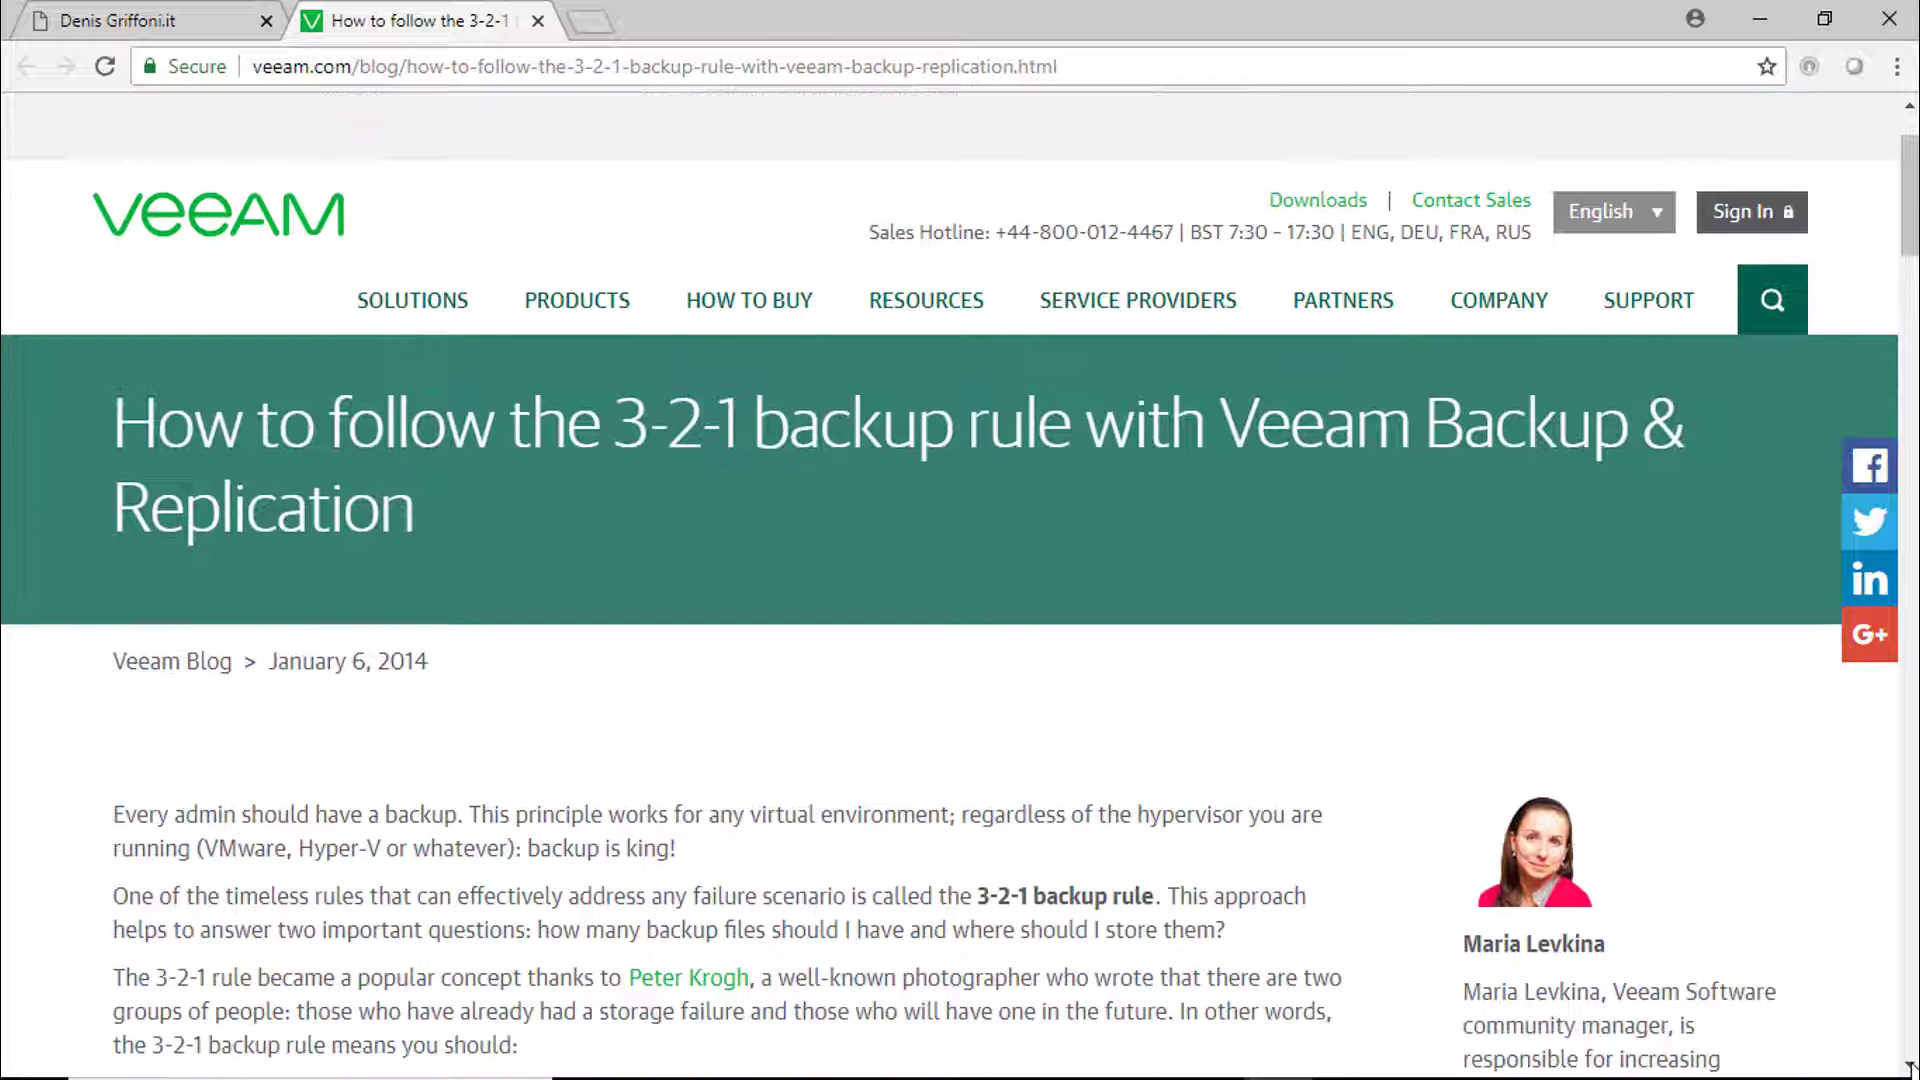 Denis Griffoni.it
How to follow the 3-2-1
Secure
veeam.com/blog/how-to-follow-the-3-2-1-backup-rule-with-veeam-backup-replication.html
veeAM
Downloads | Contact Sales
Sales Hotline: +44-800-012-4467 | BST 7:30 - 17:30 | ENG, DEU, FRA, RUS
English
Sign In
SOLUTIONS PRODUCTS HOW TO BUY RESOURCES SERVICE PROVIDERS PARTNERS COMPANY SUPPORT
How to follow the 3-2-1 backup rule with Veeam Backup &
Replication
G+
Veeam Blog > January 6, 2014
Every admin should have a backup. This principle works for any virtual environment; regardless of the hypervisor you are
running (VMware, Hyper-V or whatever): backup is king!
One of the timeless rules that can effectively address any failure scenario is called the 3-2-1 backup rule. This approach
helps to answer two important questions: how many backup files should I have and where should I store them?
The 3-2-1 rule became a popular concept thanks to Peter Krogh, a well-known photographer who wrote that there are two
groups of people: those who have already had a storage failure and those who will have one in the future. In other words,
the 3-2-1 backup rule means you should:
Maria Levkina
Maria Levkina, Veeam Software
community manager, is
responsible for increasing